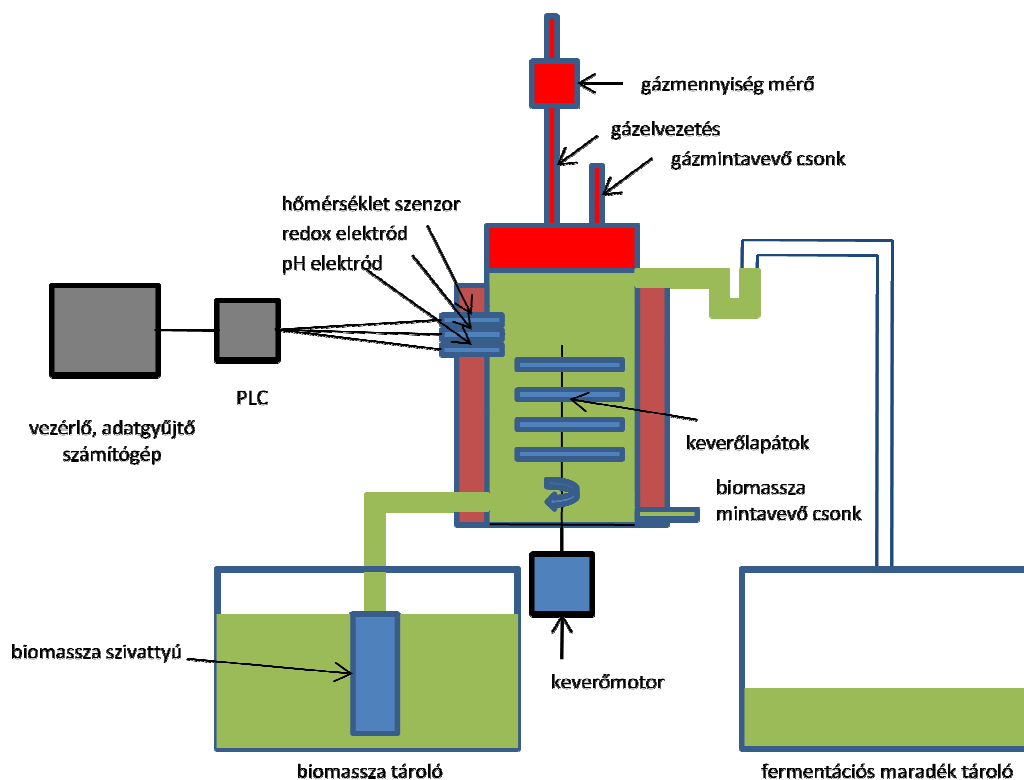 gázmennyiség mérő
gázelvezetés
gázmintavevő csonk
hőmérséklet szenzor
redox elektród
pH elektród
PLC
vezérlő, adatgyűjtő
számítógép
keverőlapátok
biomassza
mintavevő csonk
biomassza szivattyú
keverőmotor
biomassza tároló
fermentációs maradék tároló